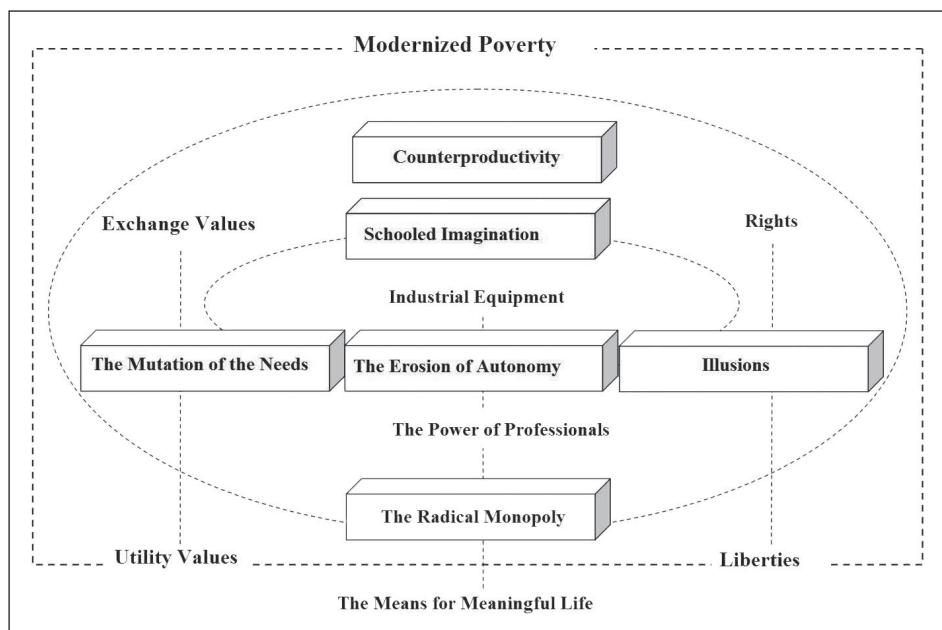 Modernized Poverty
Counterproductivity
Exchange Values
Schooled Imagination
Rights
Industrial Equipment
The Mutation of the Needs
The Erosion of Autonomy
Illusions
The Power of Professionals
The Radical Monopoly
Utility Values
Liberties
The Means for Meaningful Life